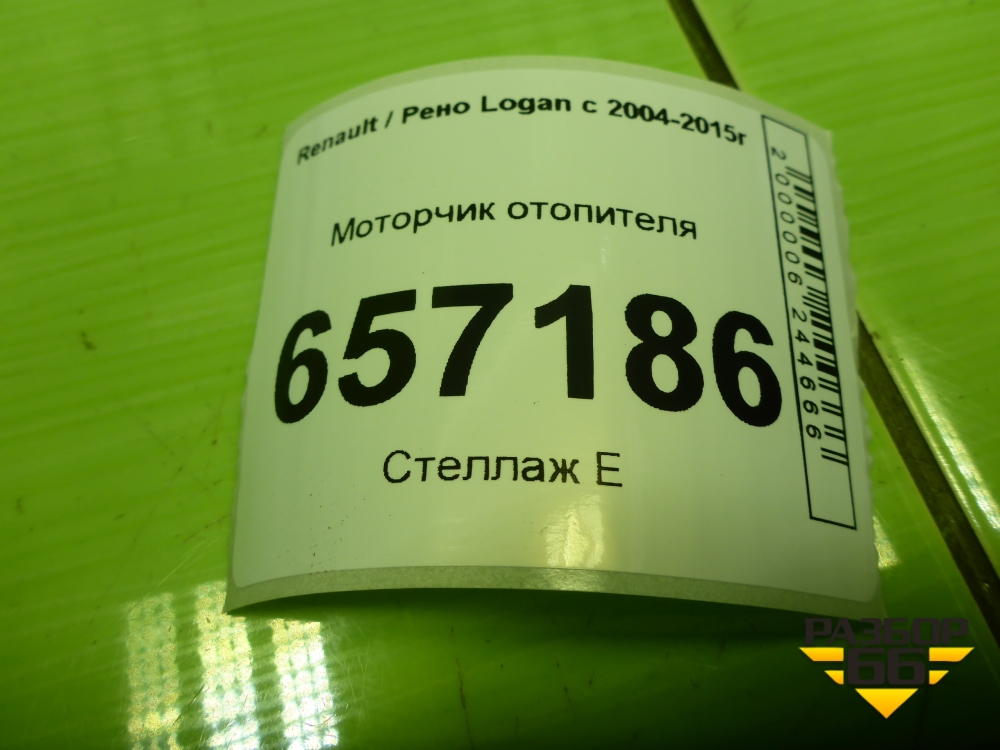 Renault / Рено Logan с 2004-2015г
Моторчик отопителя
657186
Стеллаж Е
2000006244666
РАЗБОР
66